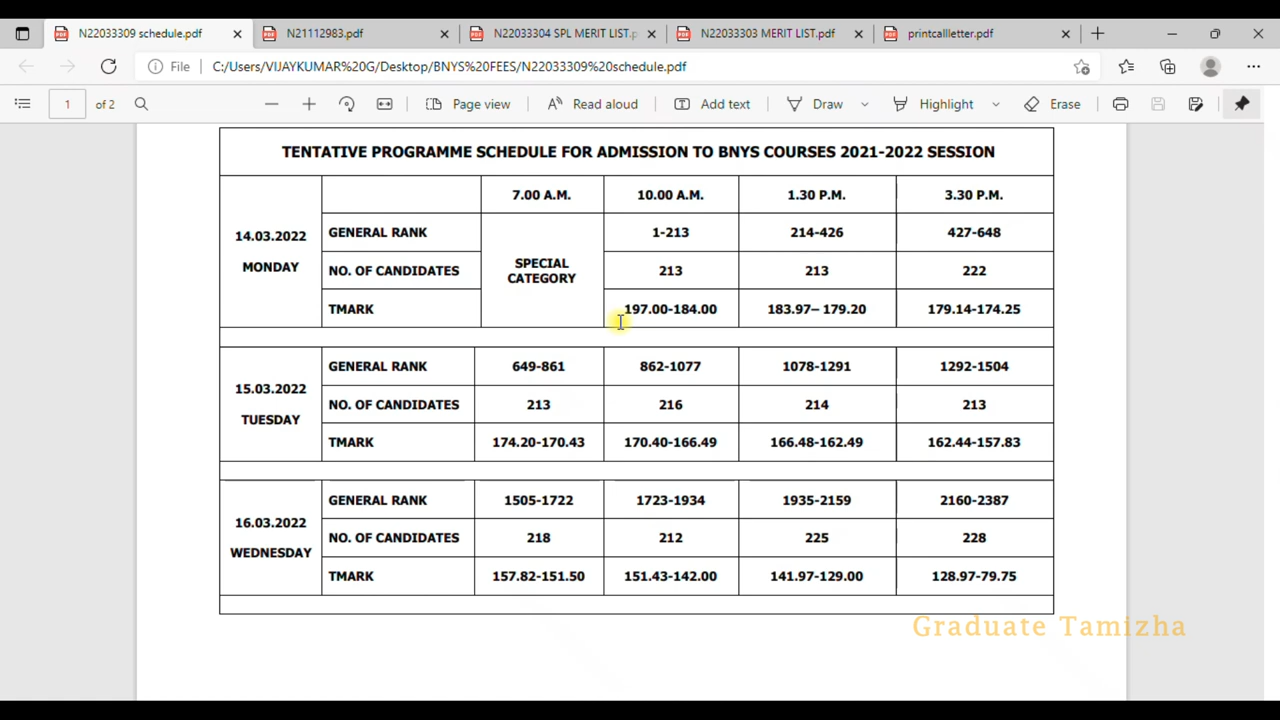 N22033309 schedule.pdf N21112983.pdf N22033304 SPL MERIT LIST.p N22033303 MERIT LIST.pdf printcallletter.pdf
File C:/Users/VIJAYKUMAR%20G/Desktop/BNYS%20FEES/N22033309%20schedule.pdf
1 of 2 Page view Read aloud Add text Draw Highlight Erase
TENTATIVE PROGRAMME SCHEDULE FOR ADMISSION TO BNYS COURSES 2021-2022 SESSION
7.00 A.M. 10.00 A.M. 1.30 P.M. 3.30 P.M.
14.03.2022
MONDAY
GENERAL RANK 1-213 214-426 427-648
SPECIAL
CATEGORY
NO. OF CANDIDATES 213 213 222
TMARK 197.00-184.00 183.97– 179.20 179.14-174.25
15.03.2022
TUESDAY
GENERAL RANK 649-861 862-1077 1078-1291 1292-1504
NO. OF CANDIDATES 213 216 214 213
TMARK 174.20-170.43 170.40-166.49 166.48-162.49 162.44-157.83
16.03.2022
WEDNESDAY
GENERAL RANK 1505-1722 1723-1934 1935-2159 2160-2387
NO. OF CANDIDATES 218 212 225 228
TMARK 157.82-151.50 151.43-142.00 141.97-129.00 128.97-79.75
Graduate Tamizha